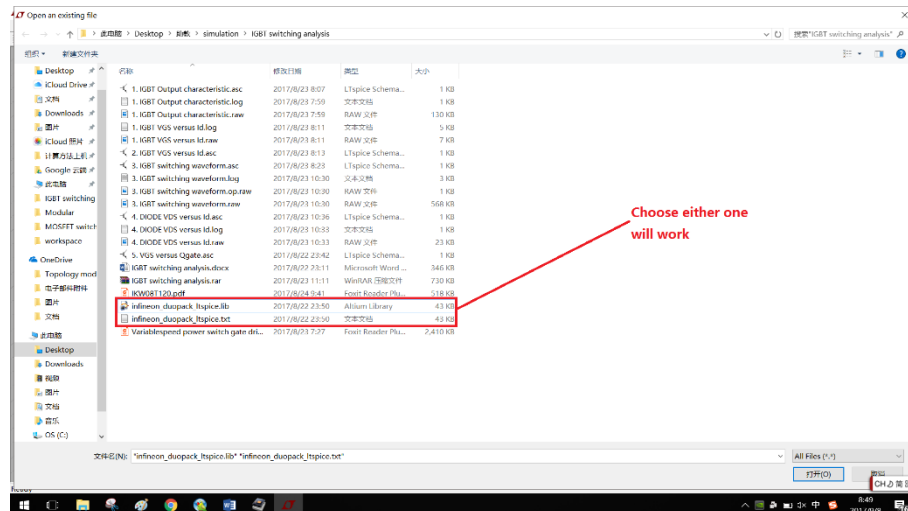 Open an existing file
此电脑 > Desktop > 助教 > simulation > IGBT switching analysis
搜索"IGBT switching analysis"
组织 新建文件夹
名称 修改日期 类型 大小
Desktop
iCloud Drive
文档
Downloads
图片
iCloud 照片
计算方法上机
Google 云端
此电脑
IGBT switching
Modular
MOSFET switch
workspace
OneDrive
Topology mod
电子邮件附件
图片
文档
此电脑
Desktop
Downloads
视频
图片
文档
音乐
OS (C:)
1. IGBT Output characteristic.asc 2017/8/23 8:07 LTspice Schema... 1 KB
1. IGBT Output characteristic.log 2017/8/23 7:59 文本文档 1 KB
1. IGBT Output characteristic.raw 2017/8/23 7:59 RAW 文件 130 KB
1. IGBT VGS versus Id.log 2017/8/23 8:11 文本文档 5 KB
1. IGBT VGS versus Id.raw 2017/8/23 8:11 RAW 文件 7 KB
2. IGBT VGS versus Id.asc 2017/8/23 8:13 LTspice Schema... 1 KB
3. IGBT switching waveform.asc 2017/8/23 8:23 LTspice Schema... 1 KB
3. IGBT switching waveform.log 2017/8/23 10:30 文本文档 3 KB
3. IGBT switching waveform.op.raw 2017/8/23 10:30 RAW 文件 1 KB
3. IGBT switching waveform.raw 2017/8/23 10:30 RAW 文件 568 KB
4. DIODE VDS versus Id.asc 2017/8/23 10:36 LTspice Schema... 1 KB
4. DIODE VDS versus Id.log 2017/8/23 10:33 文本文档 1 KB
4. DIODE VDS versus Id.raw 2017/8/23 10:33 RAW 文件 23 KB
5. VGS versus Qgate.asc 2017/8/22 23:42 LTspice Schema... 1 KB
IGBT switching analysis.docx 2017/8/22 23:11 Microsoft Word ... 346 KB
IGBT switching analysis.rar 2017/8/23 11:11 WinRAR 压缩文件 730 KB
IKW08T120.pdf 2017/8/24 9:41 Foxit Reader Plu... 518 KB
infineon_duopack_ltspice.lib 2017/8/22 23:50 Altium Library 43 KB
infineon_duopack_ltspice.txt 2017/8/22 23:50 文本文档 43 KB
Variablespend power switch gate dri... 2017/8/23 7:27 Foxit Reader Plu... 2,410 KB
Choose either one
will work
文件名(N): "infineon_duopack_ltspice.lib" "infineon_duopack_ltspice.txt"
All Files (*.*)
打开(O) 取消
CH 简
中
8:49